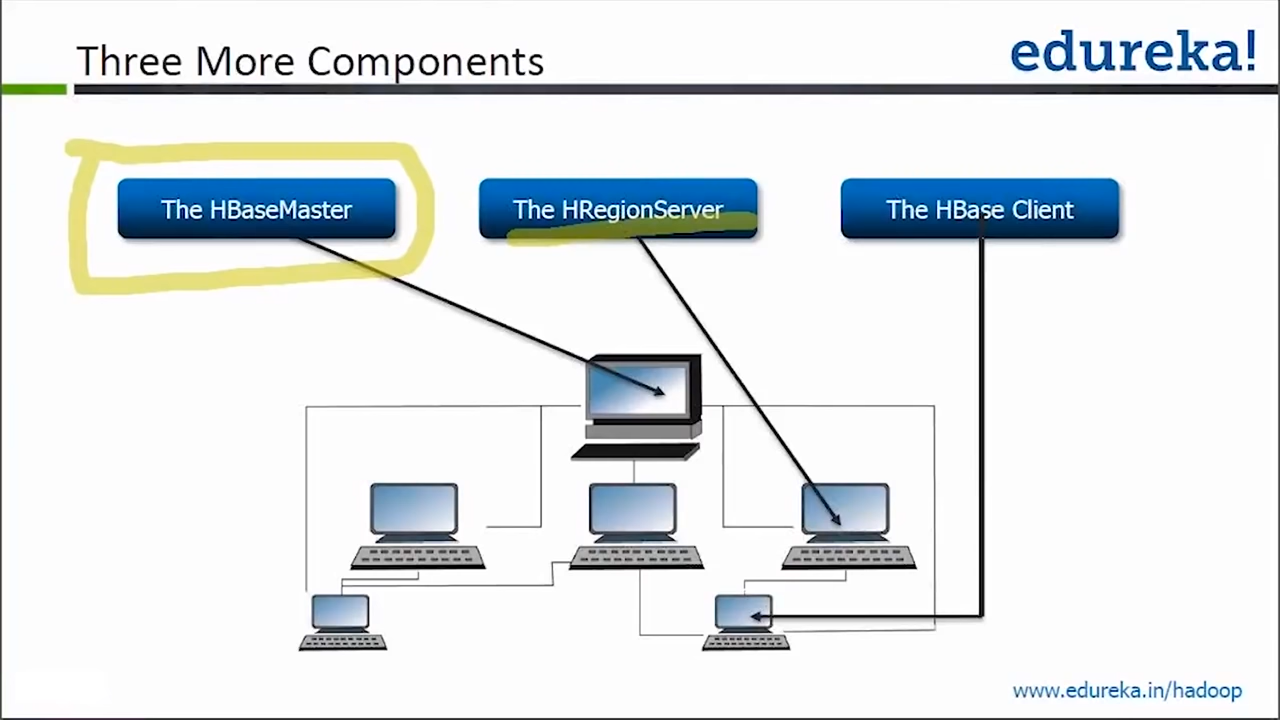 Three More Components
edureka!
The HBaseMaster
The HRegionServer
The HBase Client
www.edureka.in/hadoop